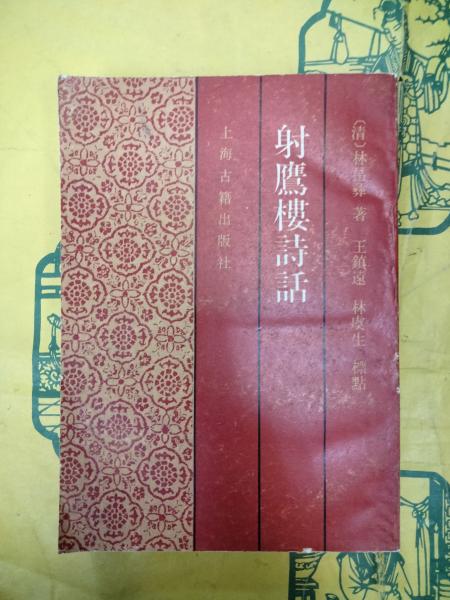 〔清〕林昌彝 著 王鎮遠 林虞生 標點
射鷹樓詩話
上海古籍出版社